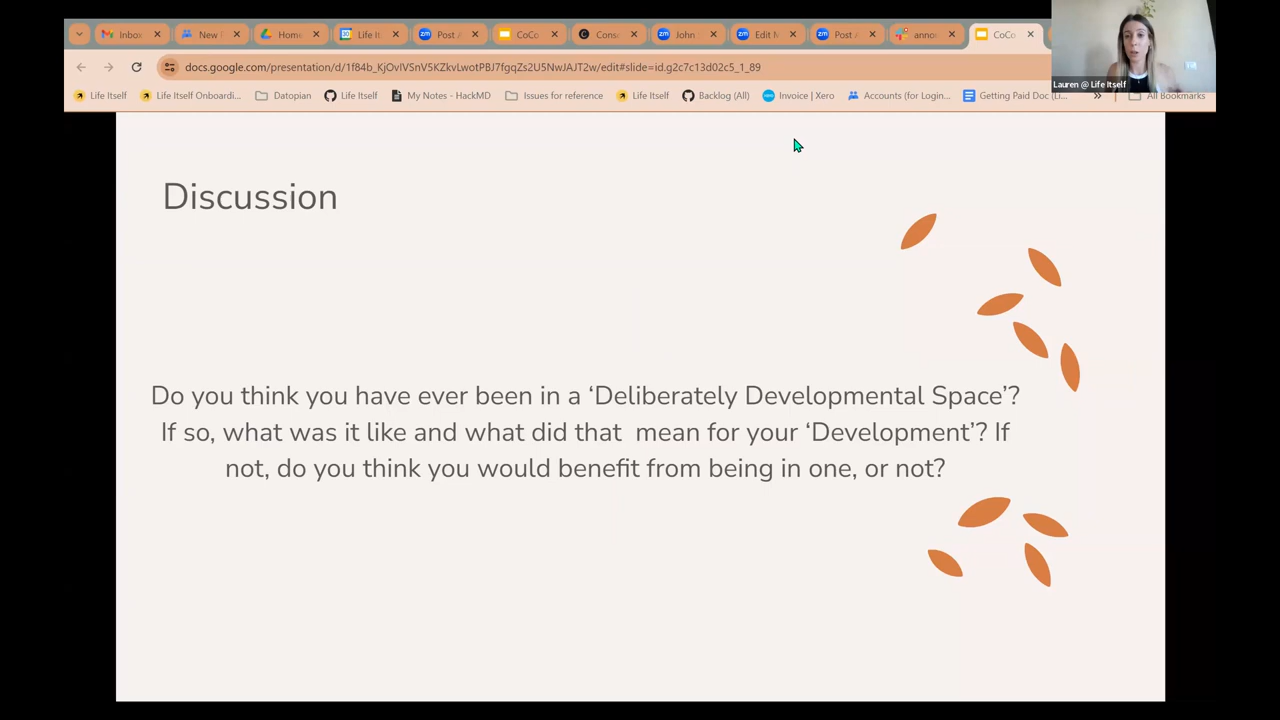 Inbox
New
Home
Life It
Post
CoCo
Cons
John
Edit M
Post
anno
CoCo
docs.google.com/presentation/d/1f84b_KjOvIVSnV5KZkvLwotPBJ7fgqZs2U5NwJAJT2w/edit#slide=id.g2c7c13d02c5_1_89
Lauren @ Life Itself
Life Itself
Life Itself Onboardi...
Datopian
Life Itself
My Notes - HackMD
Issues for reference
Life Itself
Backlog (All)
Invoice | Xero
Accounts (for Login...
Getting Paid Doc (Li...
»
All Bookmarks
Discussion
Do you think you have ever been in a ‘Deliberately Developmental Space’?
If so, what was it like and what did that mean for your ‘Development’? If
not, do you think you would benefit from being in one, or not?